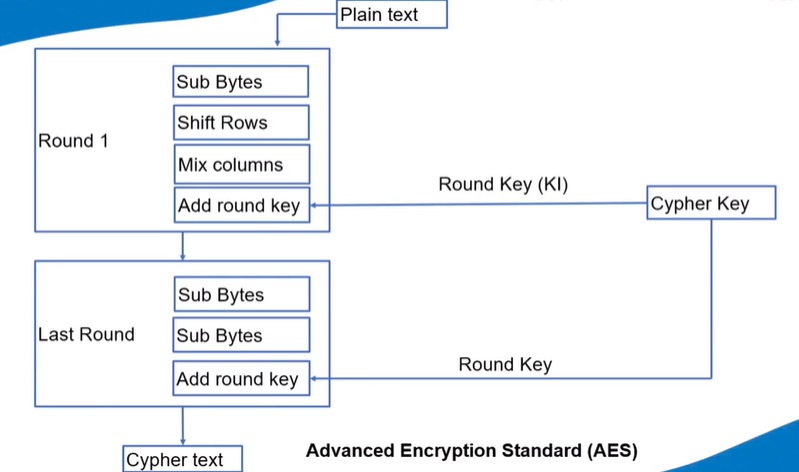 Plain text
Sub Bytes
Shift Rows
Round 1
Mix columns
Round Key (KI)
Add round key
Cypher Key
Sub Bytes
Last Round
Sub Bytes
Round Key
Add round key
Advanced Encryption Standard (AES)
Cypher text